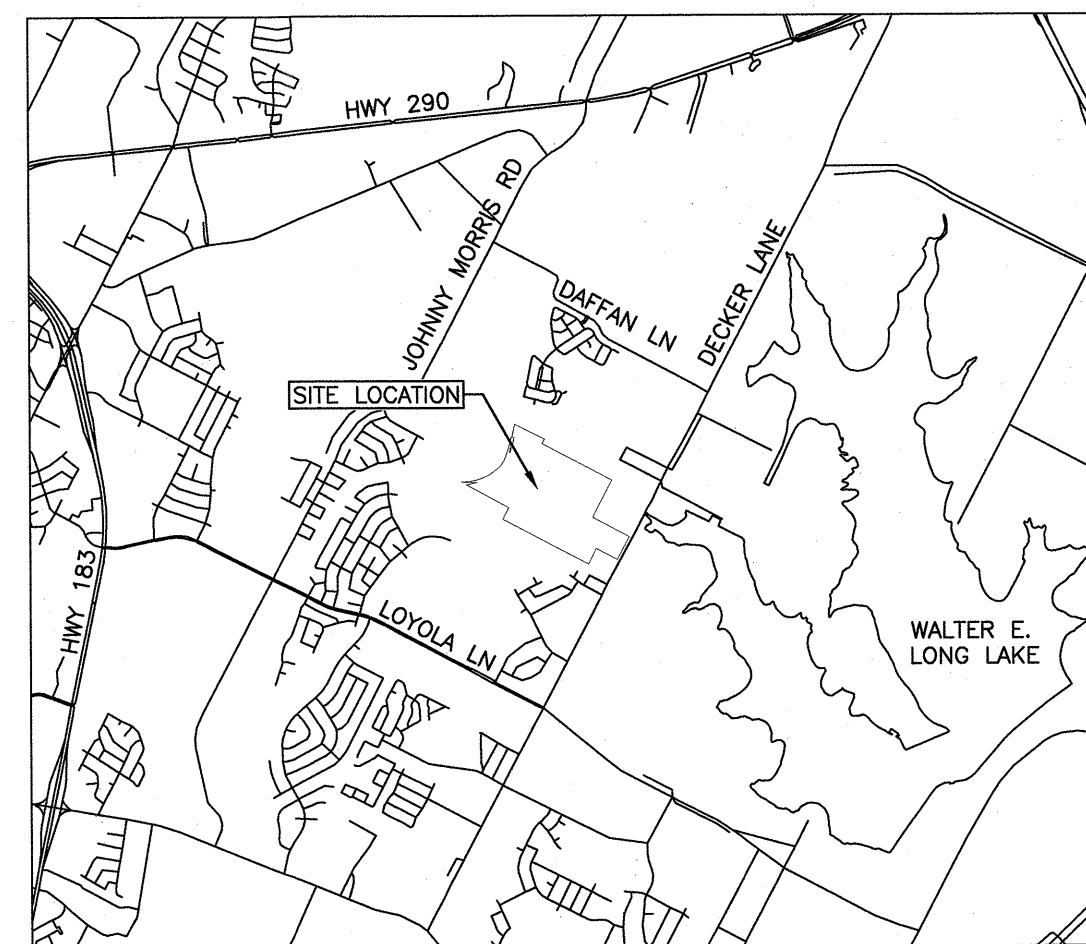 HWY 290
JOHNNY MORRIS RD
DECKER LANE
DAFFAN LN
SITE LOCATION
HWY 183
LOYOLA LN
WALTER E.
LONG LAKE